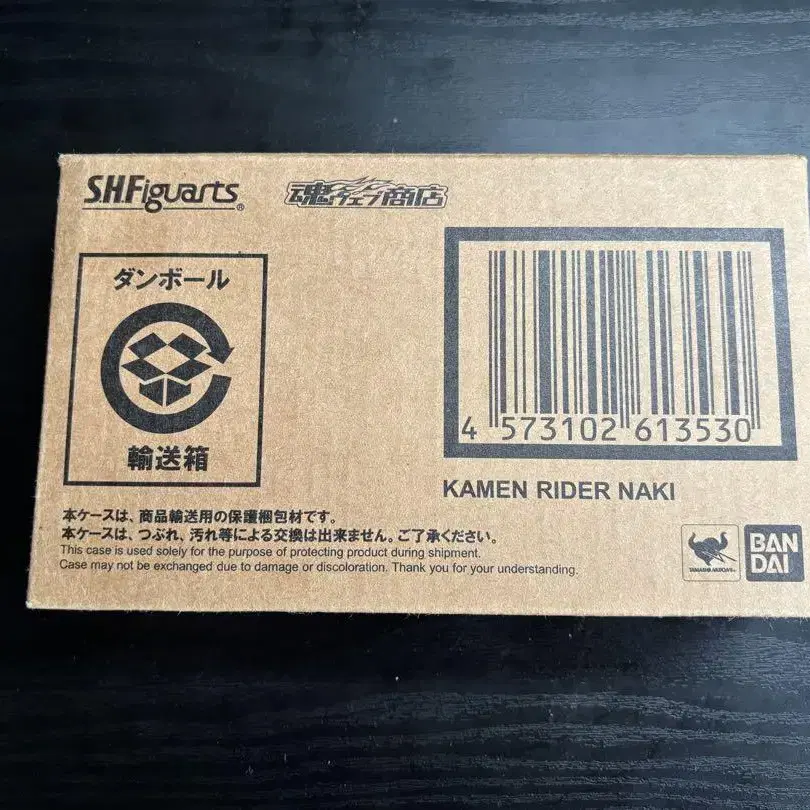 S.H.Figuarts®
魂ウェブ商店
ダンボール
輸送箱
4 573102 613530
KAMEN RIDER NAKI
本ケースは、商品輸送用の保護梱包材です。
本ケースは、つぶれ、汚れ等による交換は出来ません。ご了承ください。
This case is used solely for the purpose of protecting product during shipment.
Case may not be exchanged due to damage or discoloration. Thank you for your understanding.
TAMASHII NATIONS
BAN
DAI